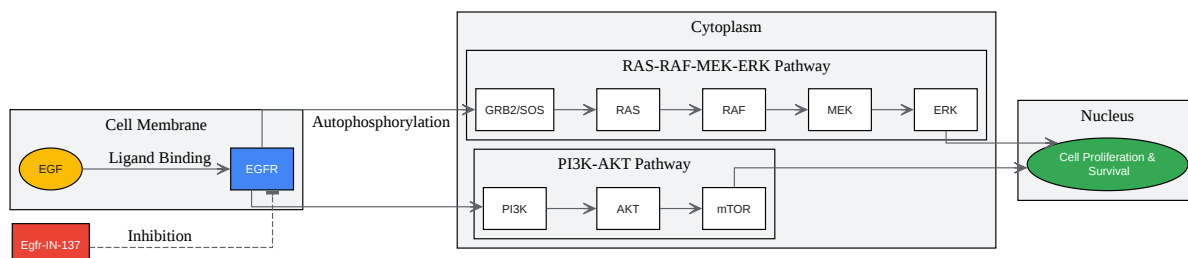 Cytoplasm
RAS-RAF-MEK-ERK Pathway
GRB2/SOS
RAS
RAF
MEK
ERK
Cell Membrane
Autophosphorylation
Nucleus
EGF
Ligand Binding
EGFR
PI3K-AKT Pathway
Cell Proliferation &
Survival
PI3K
AKT
mTOR
Egfr-IN-137
Inhibition